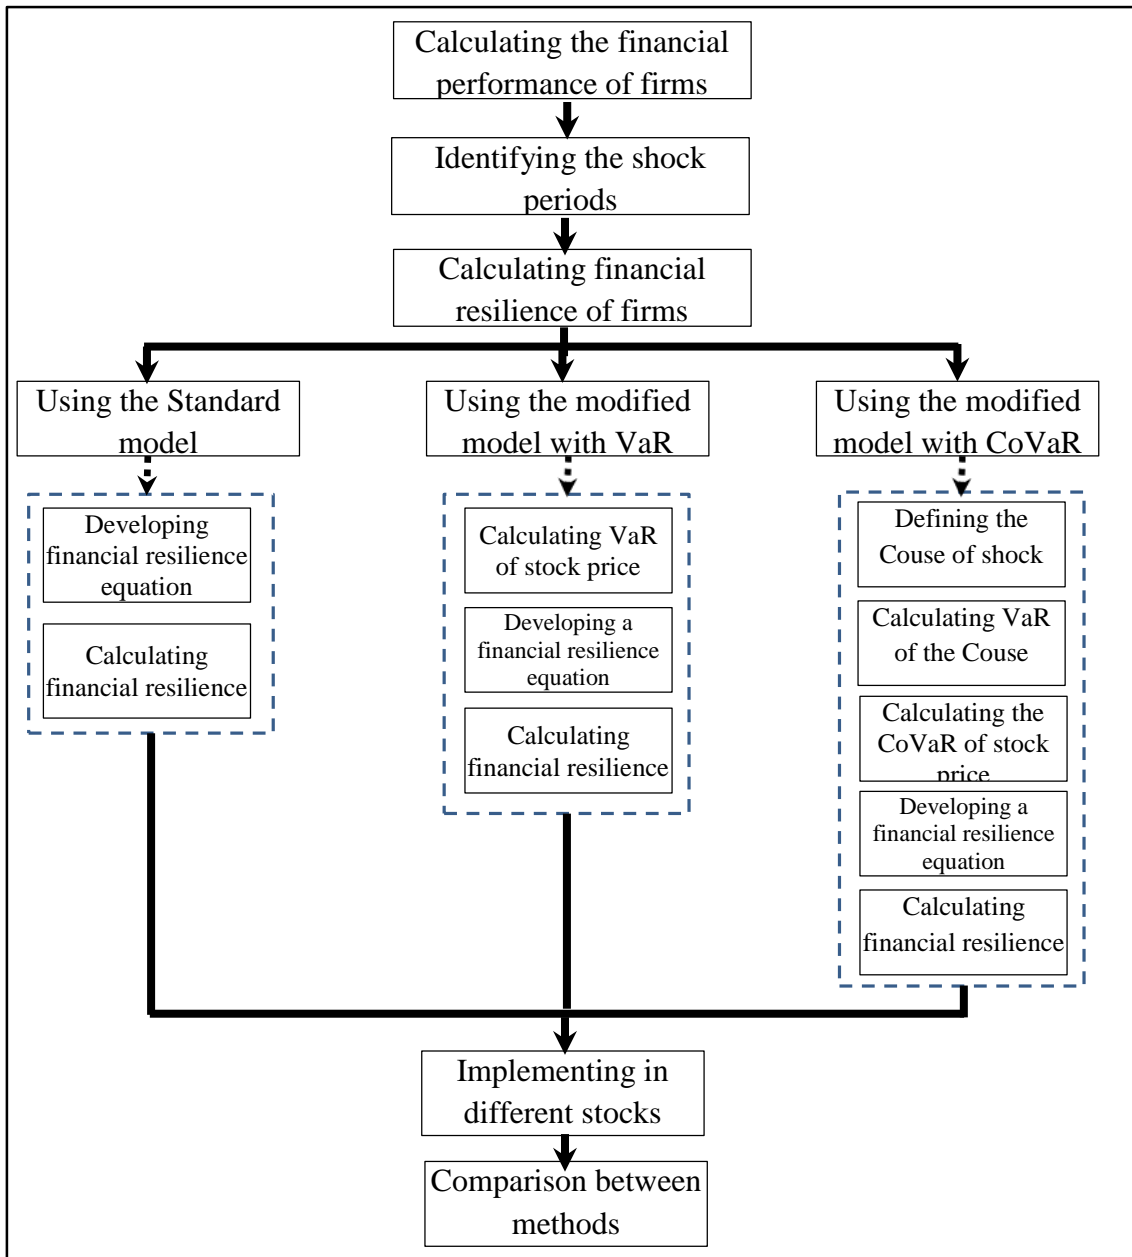 Calculating the financial
performance of firms
Identifying the shock
periods
Calculating financial
resilience of firms
Using the Standard
model
Developing
financial resilience
equation
Calculating
financial resilience
Using the modified
model with VaR
Calculating VaR
of stock price
Developing a
financial resilience
equation
Calculating
financial resilience
Using the modified
model with CoVaR
Defining the
Couse of shock
Calculating VaR
of the Couse
Calculating the
CoVaR of stock
price
Developing a
financial resilience
equation
Calculating
financial resilience
Implementing in
different stocks
Comparison between
methods